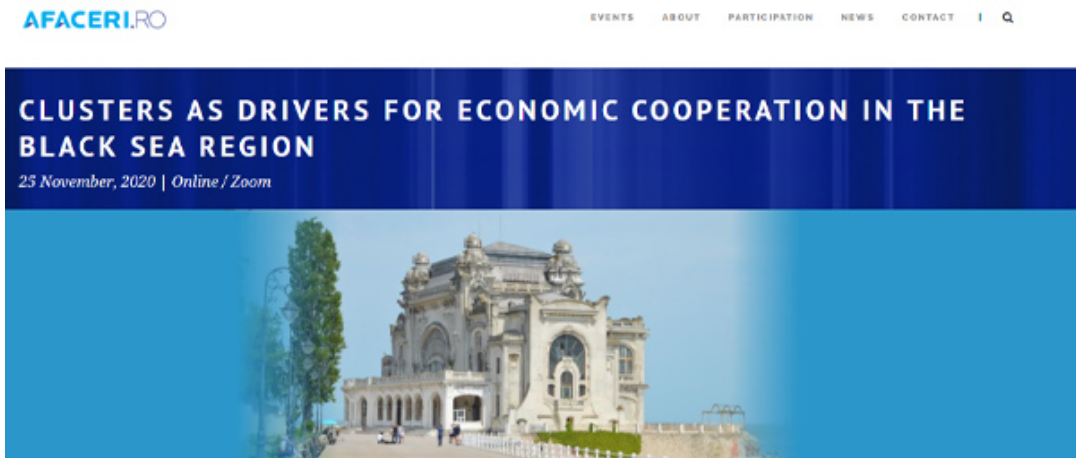 AFACERI.RO
EVENTS ABOUT PARTICIPATION NEWS CONTACT |
CLUSTERS AS DRIVERS FOR ECONOMIC COOPERATION IN THE
BLACK SEA REGION
25 November, 2020 | Online / Zoom